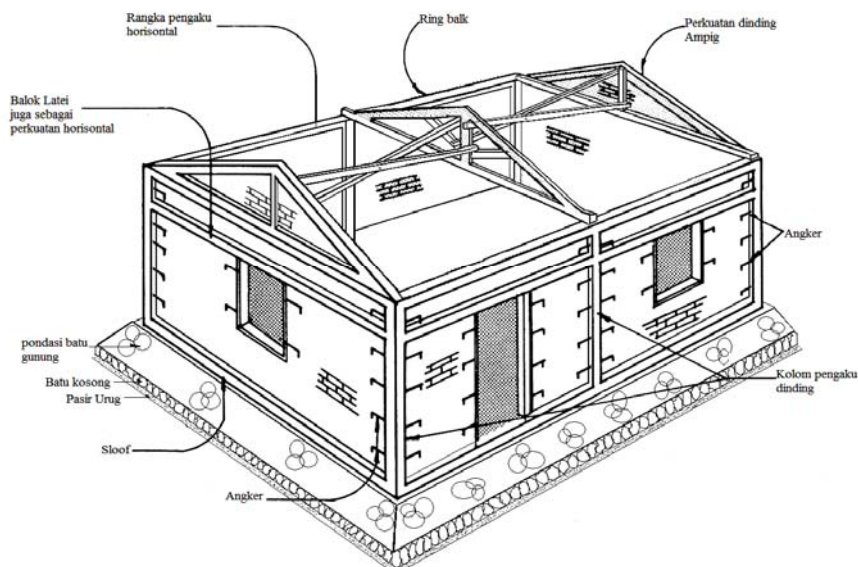 Rangka pengaku
horisontal
Ring balk
Perkuatan dinding
Ampig
Balok Latei
juga sebagai
perkuatan horisontal
Angker
pondasi batu
gunung
Batu kosong
Pasir Urug
Sloof
Angker
Kolom pengaku
dinding